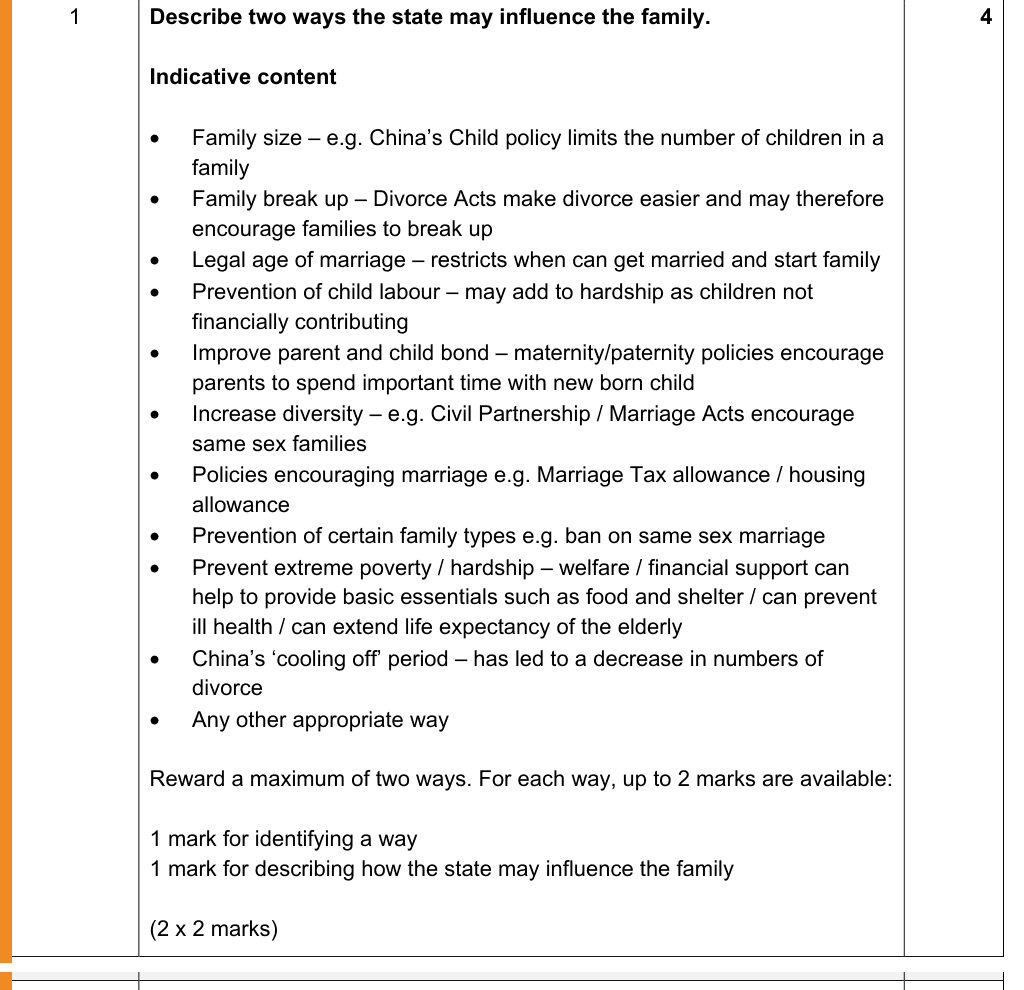 1 Describe two ways the state may influence the family. 4
Indicative content
• Family size – e.g. China’s Child policy limits the number of children in a
family
• Family break up – Divorce Acts make divorce easier and may therefore
encourage families to break up
• Legal age of marriage – restricts when can get married and start family
• Prevention of child labour – may add to hardship as children not
financially contributing
• Improve parent and child bond – maternity/paternity policies encourage
parents to spend important time with new born child
• Increase diversity – e.g. Civil Partnership / Marriage Acts encourage
same sex families
• Policies encouraging marriage e.g. Marriage Tax allowance / housing
allowance
• Prevention of certain family types e.g. ban on same sex marriage
• Prevent extreme poverty / hardship – welfare / financial support can
help to provide basic essentials such as food and shelter / can prevent
ill health / can extend life expectancy of the elderly
• China’s ‘cooling off’ period – has led to a decrease in numbers of
divorce
• Any other appropriate way
Reward a maximum of two ways. For each way, up to 2 marks are available:
1 mark for identifying a way
1 mark for describing how the state may influence the family
(2 x 2 marks)